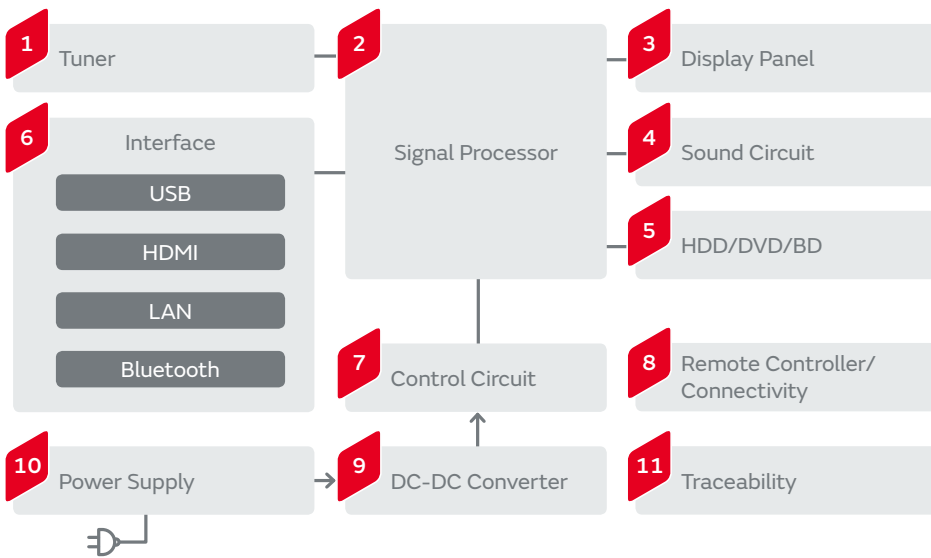 1
Tuner
2
Signal Processor
3
Display Panel
4
Sound Circuit
5
HDD/DVD/BD
6
Interface
USB
HDMI
LAN
Bluetooth
7
Control Circuit
8
Remote Controller/
Connectivity
10
Power Supply
9
DC-DC Converter
11
Traceability